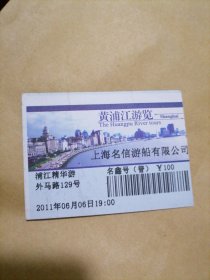 黄浦江游览
Shanghai
The Huangpu River tours
上海名信游船有限公司
浦江精华游
名鑫号（普） ￥100
外马路129号
2011年06月06日19:00